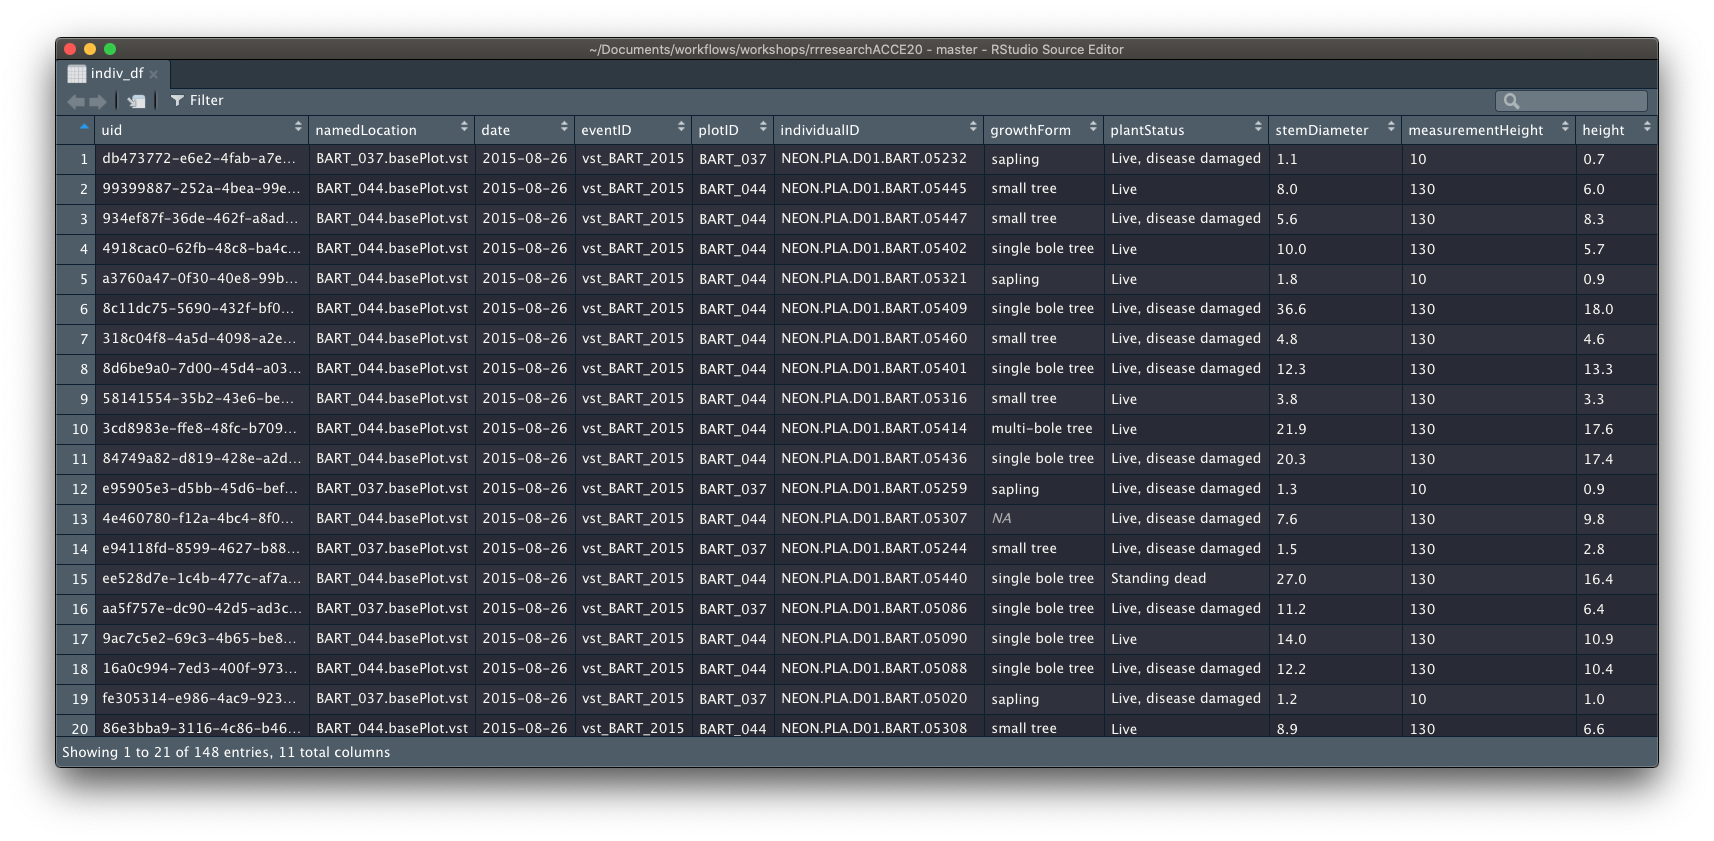 ~/Documents/workflows/workshops/rrresearchACCE20 - master - RStudio Source Editor
indiv_df
Filter
uid namedLocation date eventID plotID individualID growthForm plantStatus stemDiameter measurementHeight height
1 db473772-e6e2-4fab-a7e... BART_037.basePlot.vst 2015-08-26 vst_BART_2015 BART_037 NEON.PLA.D01.BART.05232 sapling Live, disease damaged 1.1 10 0.7
2 99399887-252a-4bea-99e... BART_044.basePlot.vst 2015-08-26 vst_BART_2015 BART_044 NEON.PLA.D01.BART.05445 small tree Live 8.0 130 6.0
3 934ef87f-36de-462f-a8ad... BART_044.basePlot.vst 2015-08-26 vst_BART_2015 BART_044 NEON.PLA.D01.BART.05447 small tree Live, disease damaged 5.6 130 8.3
4 4918cac0-62fb-48c8-ba4c... BART_044.basePlot.vst 2015-08-26 vst_BART_2015 BART_044 NEON.PLA.D01.BART.05402 single bole tree Live 10.0 130 5.7
5 a3760a47-0f30-40e8-99b... BART_044.basePlot.vst 2015-08-26 vst_BART_2015 BART_044 NEON.PLA.D01.BART.05321 sapling Live 1.8 10 0.9
6 8c11dc75-5690-432f-bf0... BART_044.basePlot.vst 2015-08-26 vst_BART_2015 BART_044 NEON.PLA.D01.BART.05409 single bole tree Live, disease damaged 36.6 130 18.0
7 318c04f8-4a5d-4098-a2e... BART_044.basePlot.vst 2015-08-26 vst_BART_2015 BART_044 NEON.PLA.D01.BART.05460 small tree Live, disease damaged 4.8 130 4.6
8 8d6be9a0-7d00-45d4-a03... BART_044.basePlot.vst 2015-08-26 vst_BART_2015 BART_044 NEON.PLA.D01.BART.05401 single bole tree Live, disease damaged 12.3 130 13.3
9 58141554-35b2-43e6-be... BART_044.basePlot.vst 2015-08-26 vst_BART_2015 BART_044 NEON.PLA.D01.BART.05316 small tree Live 3.8 130 3.3
10 3cd8983e-ffe8-48fc-b709... BART_044.basePlot.vst 2015-08-26 vst_BART_2015 BART_044 NEON.PLA.D01.BART.05414 multi-bole tree Live 21.9 130 17.6
11 84749a82-d819-428e-a2d... BART_044.basePlot.vst 2015-08-26 vst_BART_2015 BART_044 NEON.PLA.D01.BART.05436 single bole tree Live, disease damaged 20.3 130 17.4
12 e95905e3-d5bb-45d6-bef... BART_037.basePlot.vst 2015-08-26 vst_BART_2015 BART_037 NEON.PLA.D01.BART.05259 sapling Live, disease damaged 1.3 10 0.9
13 4e460780-f12a-4bc4-8f0... BART_044.basePlot.vst 2015-08-26 vst_BART_2015 BART_044 NEON.PLA.D01.BART.05307 NA Live, disease damaged 7.6 130 9.8
14 e94118fd-8599-4627-b88... BART_037.basePlot.vst 2015-08-26 vst_BART_2015 BART_037 NEON.PLA.D01.BART.05244 small tree Live, disease damaged 1.5 130 2.8
15 ee528d7e-1c4b-477c-af7a... BART_044.basePlot.vst 2015-08-26 vst_BART_2015 BART_044 NEON.PLA.D01.BART.05440 single bole tree Standing dead 27.0 130 16.4
16 aa5f757e-dc90-42d5-ad3c... BART_037.basePlot.vst 2015-08-26 vst_BART_2015 BART_037 NEON.PLA.D01.BART.05086 single bole tree Live, disease damaged 11.2 130 6.4
17 9ac7c5e2-69c3-4b65-be8... BART_044.basePlot.vst 2015-08-26 vst_BART_2015 BART_044 NEON.PLA.D01.BART.05090 single bole tree Live 14.0 130 10.9
18 16a0c994-7ed3-400f-973... BART_044.basePlot.vst 2015-08-26 vst_BART_2015 BART_044 NEON.PLA.D01.BART.05088 single bole tree Live, disease damaged 12.2 130 10.4
19 fe305314-e986-4ac9-923... BART_037.basePlot.vst 2015-08-26 vst_BART_2015 BART_037 NEON.PLA.D01.BART.05020 sapling Live, disease damaged 1.2 10 1.0
20 86e3bba9-3116-4c86-b46... BART_044.basePlot.vst 2015-08-26 vst_BART_2015 BART_044 NEON.PLA.D01.BART.05308 small tree Live 8.9 130 6.6
Showing 1 to 21 of 148 entries, 11 total columns